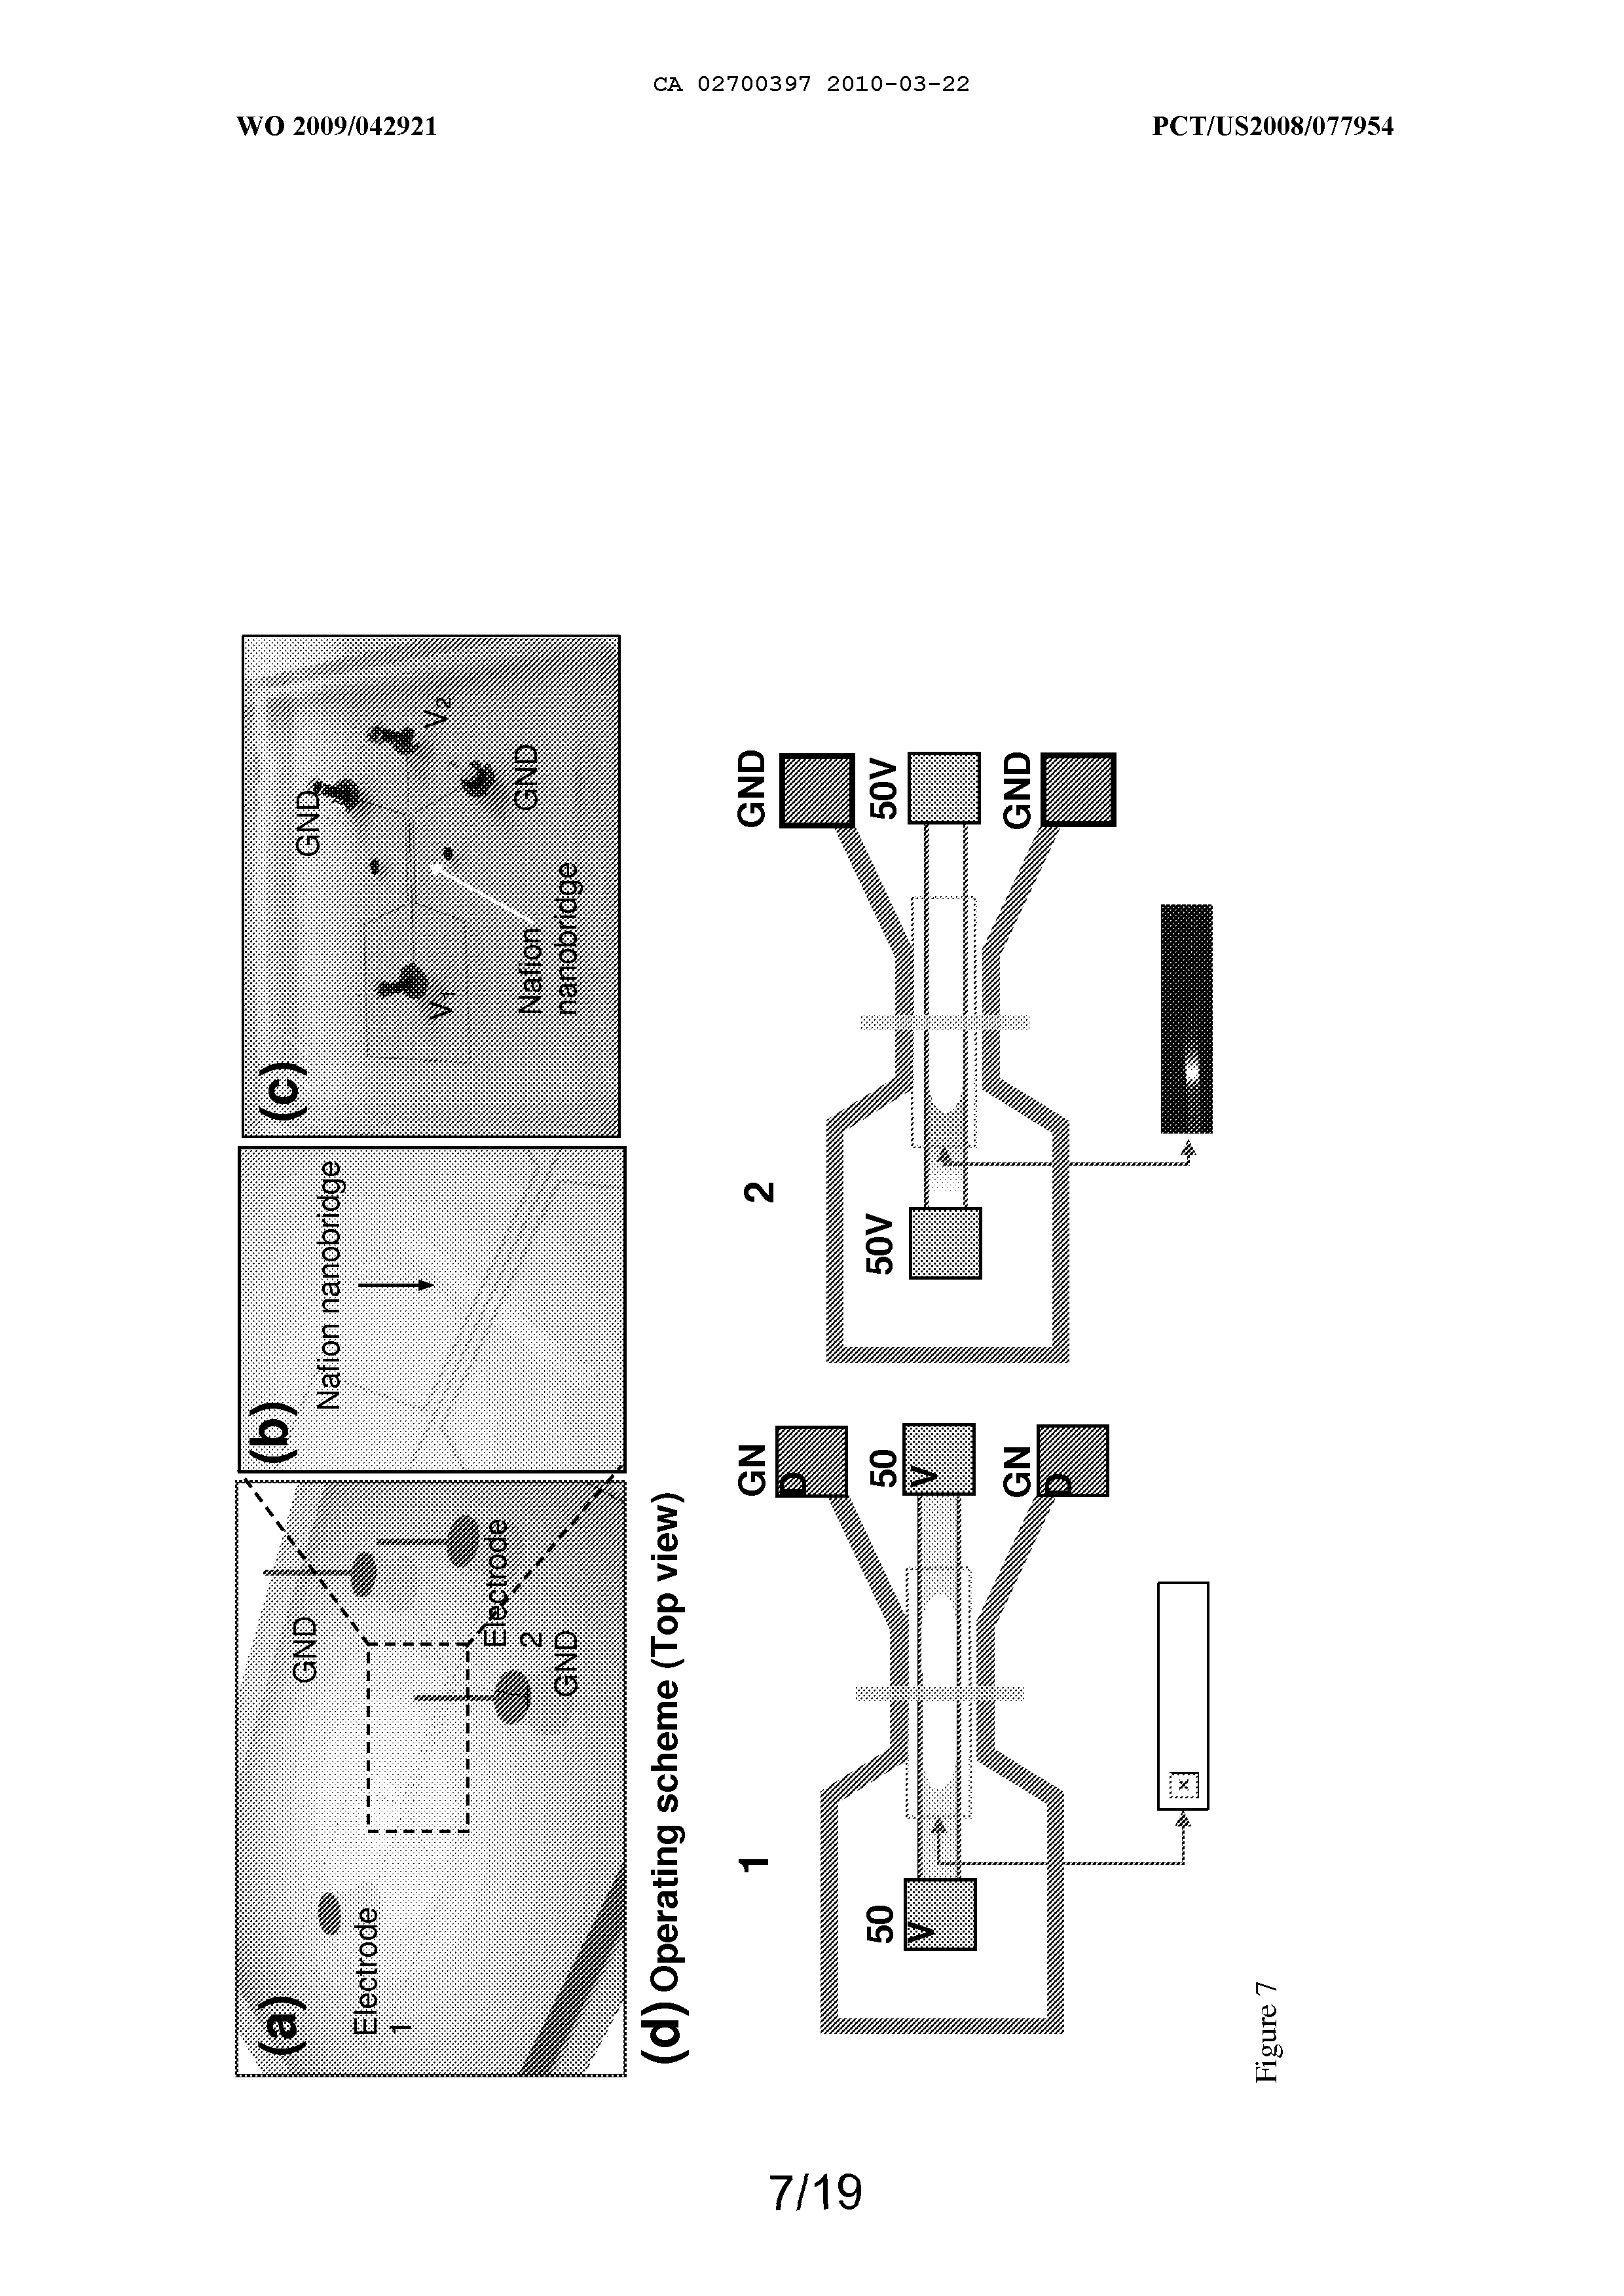 CA 02700397 2010-03-22
WO 2009/042921
PCT/US2008/077954
(a)
Electrode
1
GND
Electrode
2
GND
(b)
Nafion nanobridge
(c)
GND
V2
GND
V1
Nafion
nanobridge
(d) Operating scheme (Top view)
1
50
V
GN
D
50
V
GN
D
x
2
50V
GND
50V
GND
Figure 7
7/19